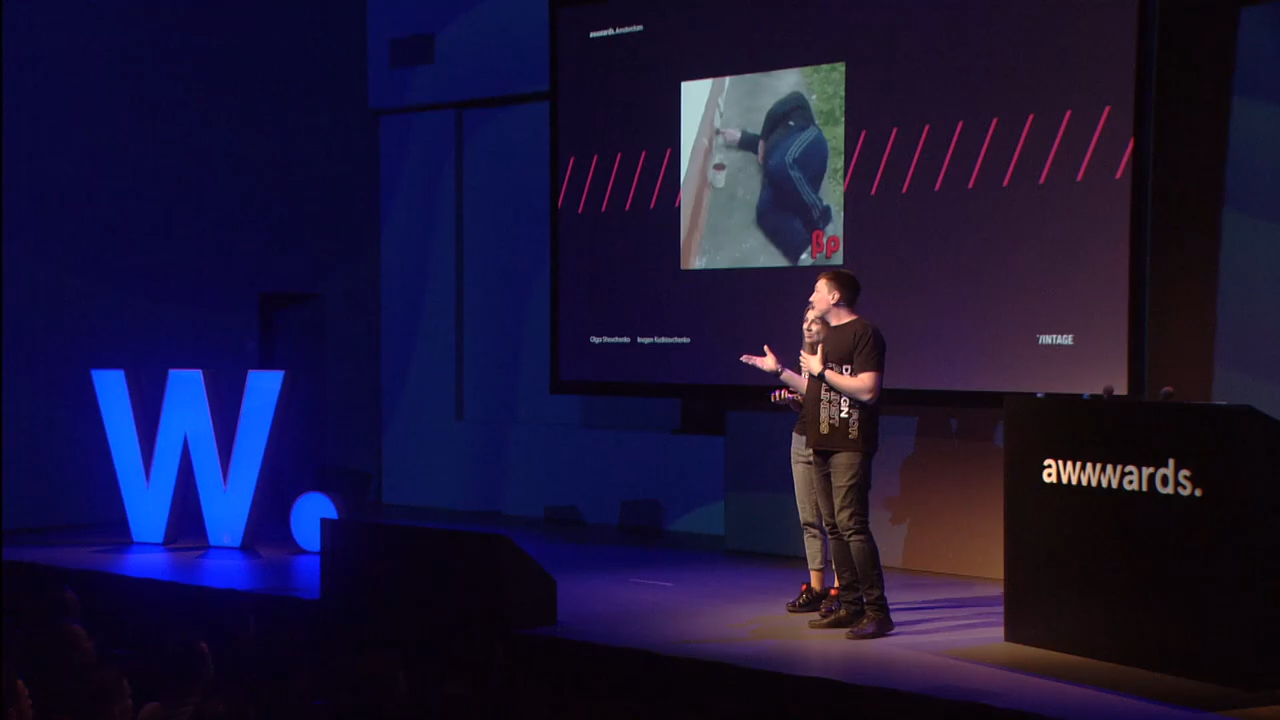 awwwards. Amsterdam
βρ
Olga Shevchenko Ievgen Kudriavchenko
VINTAGE
W.
awwwards.